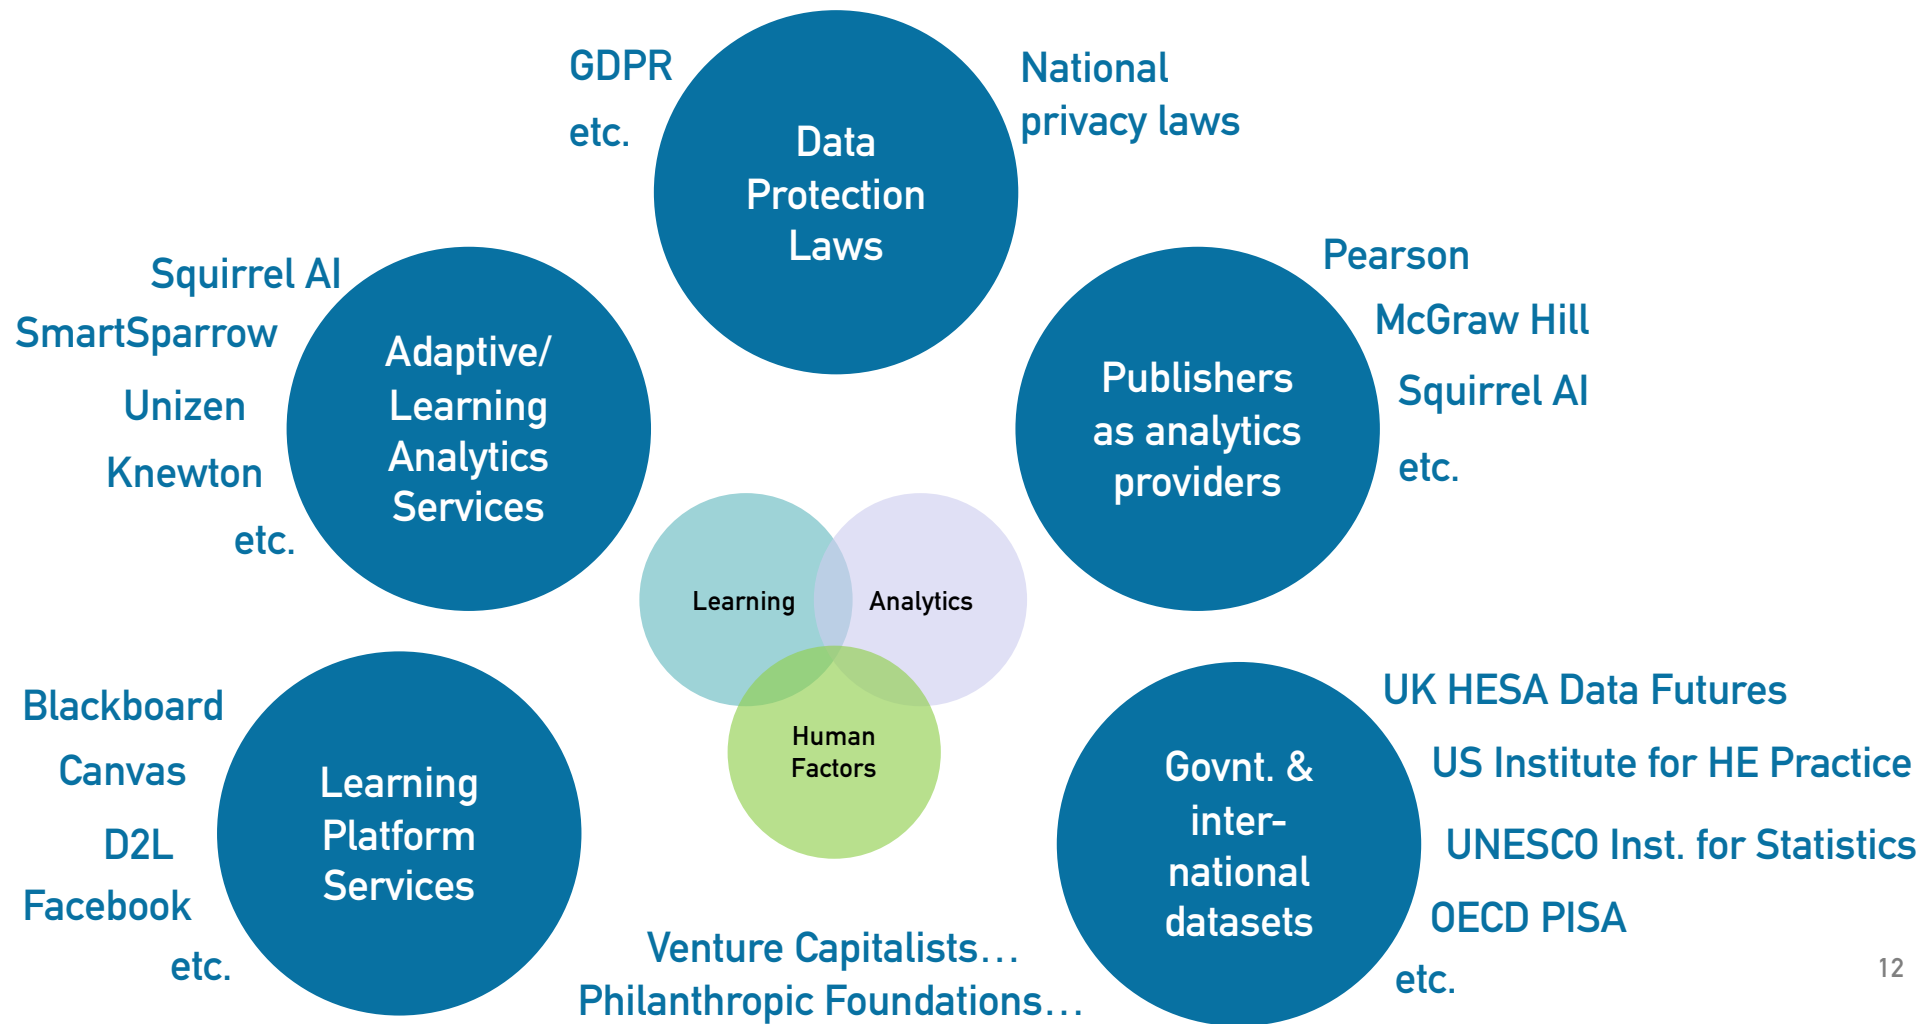 GDPR
etc.
Data
Protection
Laws
National
privacy laws
Squirrel AI
SmartSparrow
Unizen
Knewton
etc.
Adaptive/
Learning
Analytics
Services
Publishers
as analytics
providers
Pearson
McGraw Hill
Squirrel AI
etc.
Learning
Analytics
Human
Factors
Blackboard
Canvas
D2L
Facebook
etc.
Learning
Platform
Services
Govnt. &
inter-
national
datasets
UK HESA Data Futures
US Institute for HE Practice
UNESCO Inst. for Statistics
OECD PISA
etc.
Venture Capitalists…
Philanthropic Foundations…
12